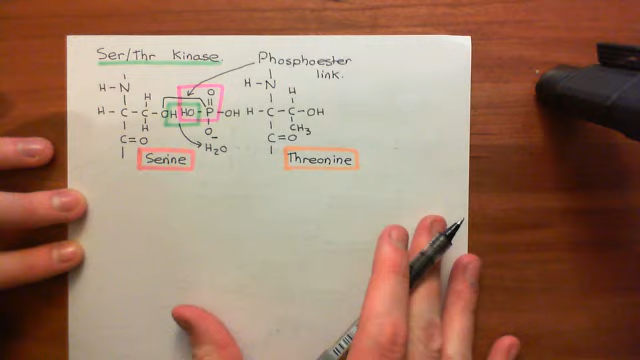 Ser/Thr Kinase.
Phosphoester link.
H-N
H-C-C-OH
H
H
C=O
HO-P-OH
O
O⁻
H₂O
Serine
H-N
H-C-C-OH
H
CH₃
C=O
Threonine